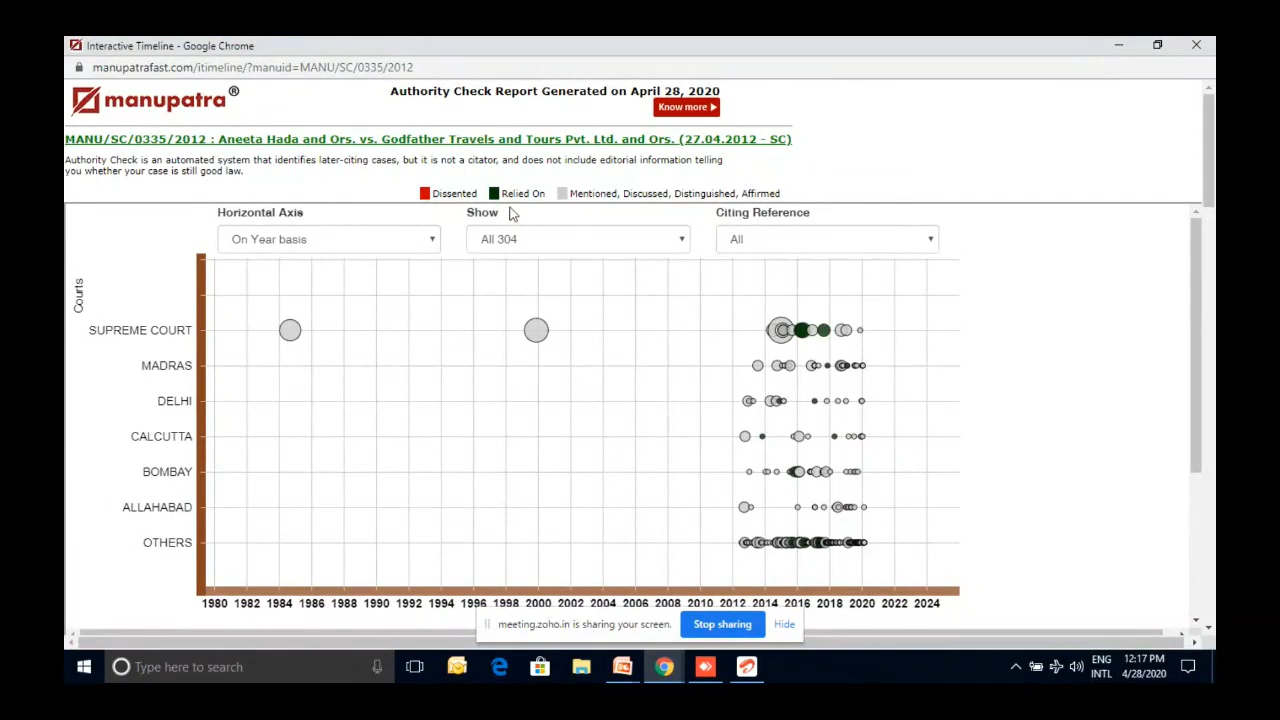 Interactive Timeline - Google Chrome
manupatrafast.com/itimeline/?manuid=MANU/SC/0335/2012
manupatra®
Authority Check Report Generated on April 28, 2020
Know more
MANU/SC/0335/2012 : Aneeta Hada and Ors. vs. Godfather Travels and Tours Pvt. Ltd. and Ors. (27.04.2012 - SC)
Authority Check is an automated system that identifies later-citing cases, but it is not a citator, and does not include editorial information telling
you whether your case is still good law.
Dissented Relied On Mentioned, Discussed, Distinguished, Affirmed
Horizontal Axis Show Citing Reference
On Year basis All 304 All
Courts
SUPREME COURT
MADRAS
DELHI
CALCUTTA
BOMBAY
ALLAHABAD
OTHERS
1980 1982 1984 1986 1988 1990 1992 1994 1996 1998 2000 2002 2004 2006 2008 2010 2012 2014 2016 2018 2020 2022 2024
meeting.zoho.in is sharing your screen. Stop sharing Hide
Type here to search
ENG 12:17 PM
INTL 4/28/2020